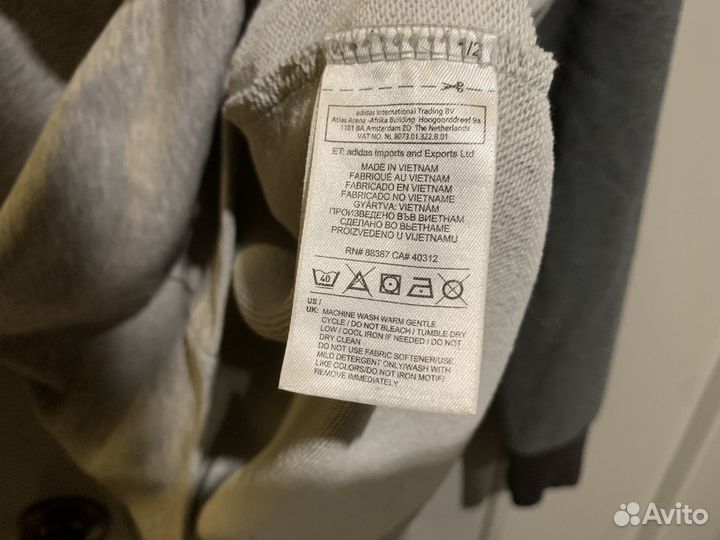 1/2
adidas International Trading BV
Atlas Arena -Afrika Building Hoogoorddreef 9a
1101 BA Amsterdam ZO The Netherlands
VAT NO. NL 8073.01.322.B.01
ET: adidas Imports and Exports Ltd
MADE IN VIETNAM
FABRIQUÉ AU VIETNAM
FABRICADO EN VIETNAM
FABRICADO NO VIETNAME
GYÁRTVA: VIETNÁM
ПРОИЗВЕДЕНО ВЪВ ВИЕТНАМ
СДЕЛАНО ВО ВЬЕТНАМЕ
PROIZVEDENO U VIJETNAMU
RN# 88387 CA# 40312
40
US /
UK: MACHINE WASH WARM GENTLE
CYCLE / DO NOT BLEACH / TUMBLE DRY
LOW / COOL IRON IF NEEDED / DO NOT
DRY CLEAN
DO NOT USE FABRIC SOFTENER/USE
MILD DETERGENT ONLY/WASH WITH
LIKE COLORS/DO NOT IRON MOTIF/
REMOVE IMMEDIATELY
Avito